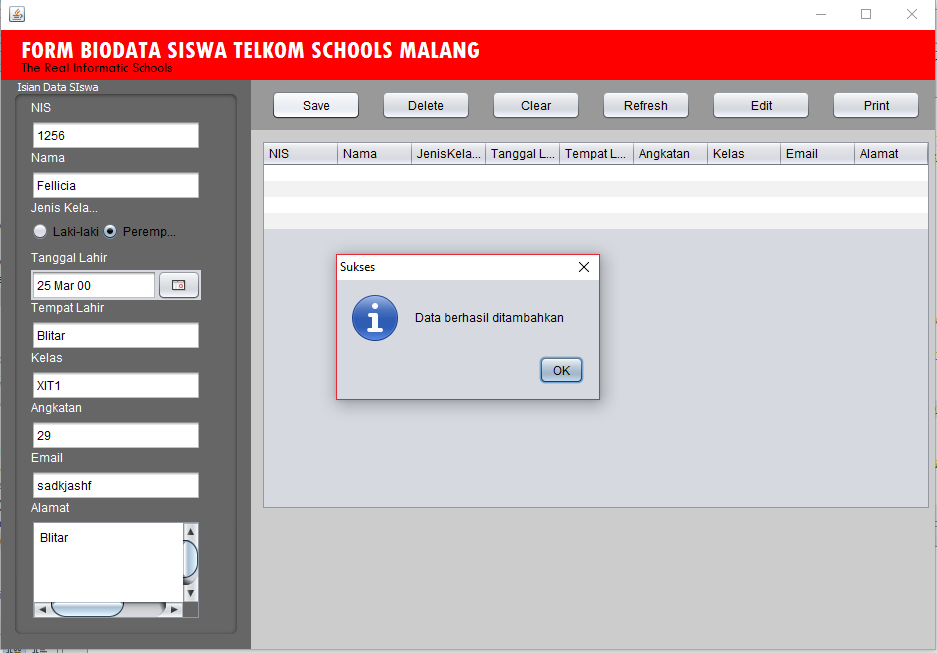 FORM BIODATA SISWA TELKOM SCHOOLS MALANG
The Real Informatic Schools
Isian Data SIswa
NIS
1256
Nama
Fellicia
Jenis Kela...
Laki-laki Peremp...
Tanggal Lahir
25 Mar 00
Tempat Lahir
Blitar
Kelas
XIT1
Angkatan
29
Email
sadkjashf
Alamat
Blitar
Save Delete Clear Refresh Edit Print
NIS Nama JenisKela... Tanggal L... Tempat L... Angkatan Kelas Email Alamat
Sukses
Data berhasil ditambahkan
OK